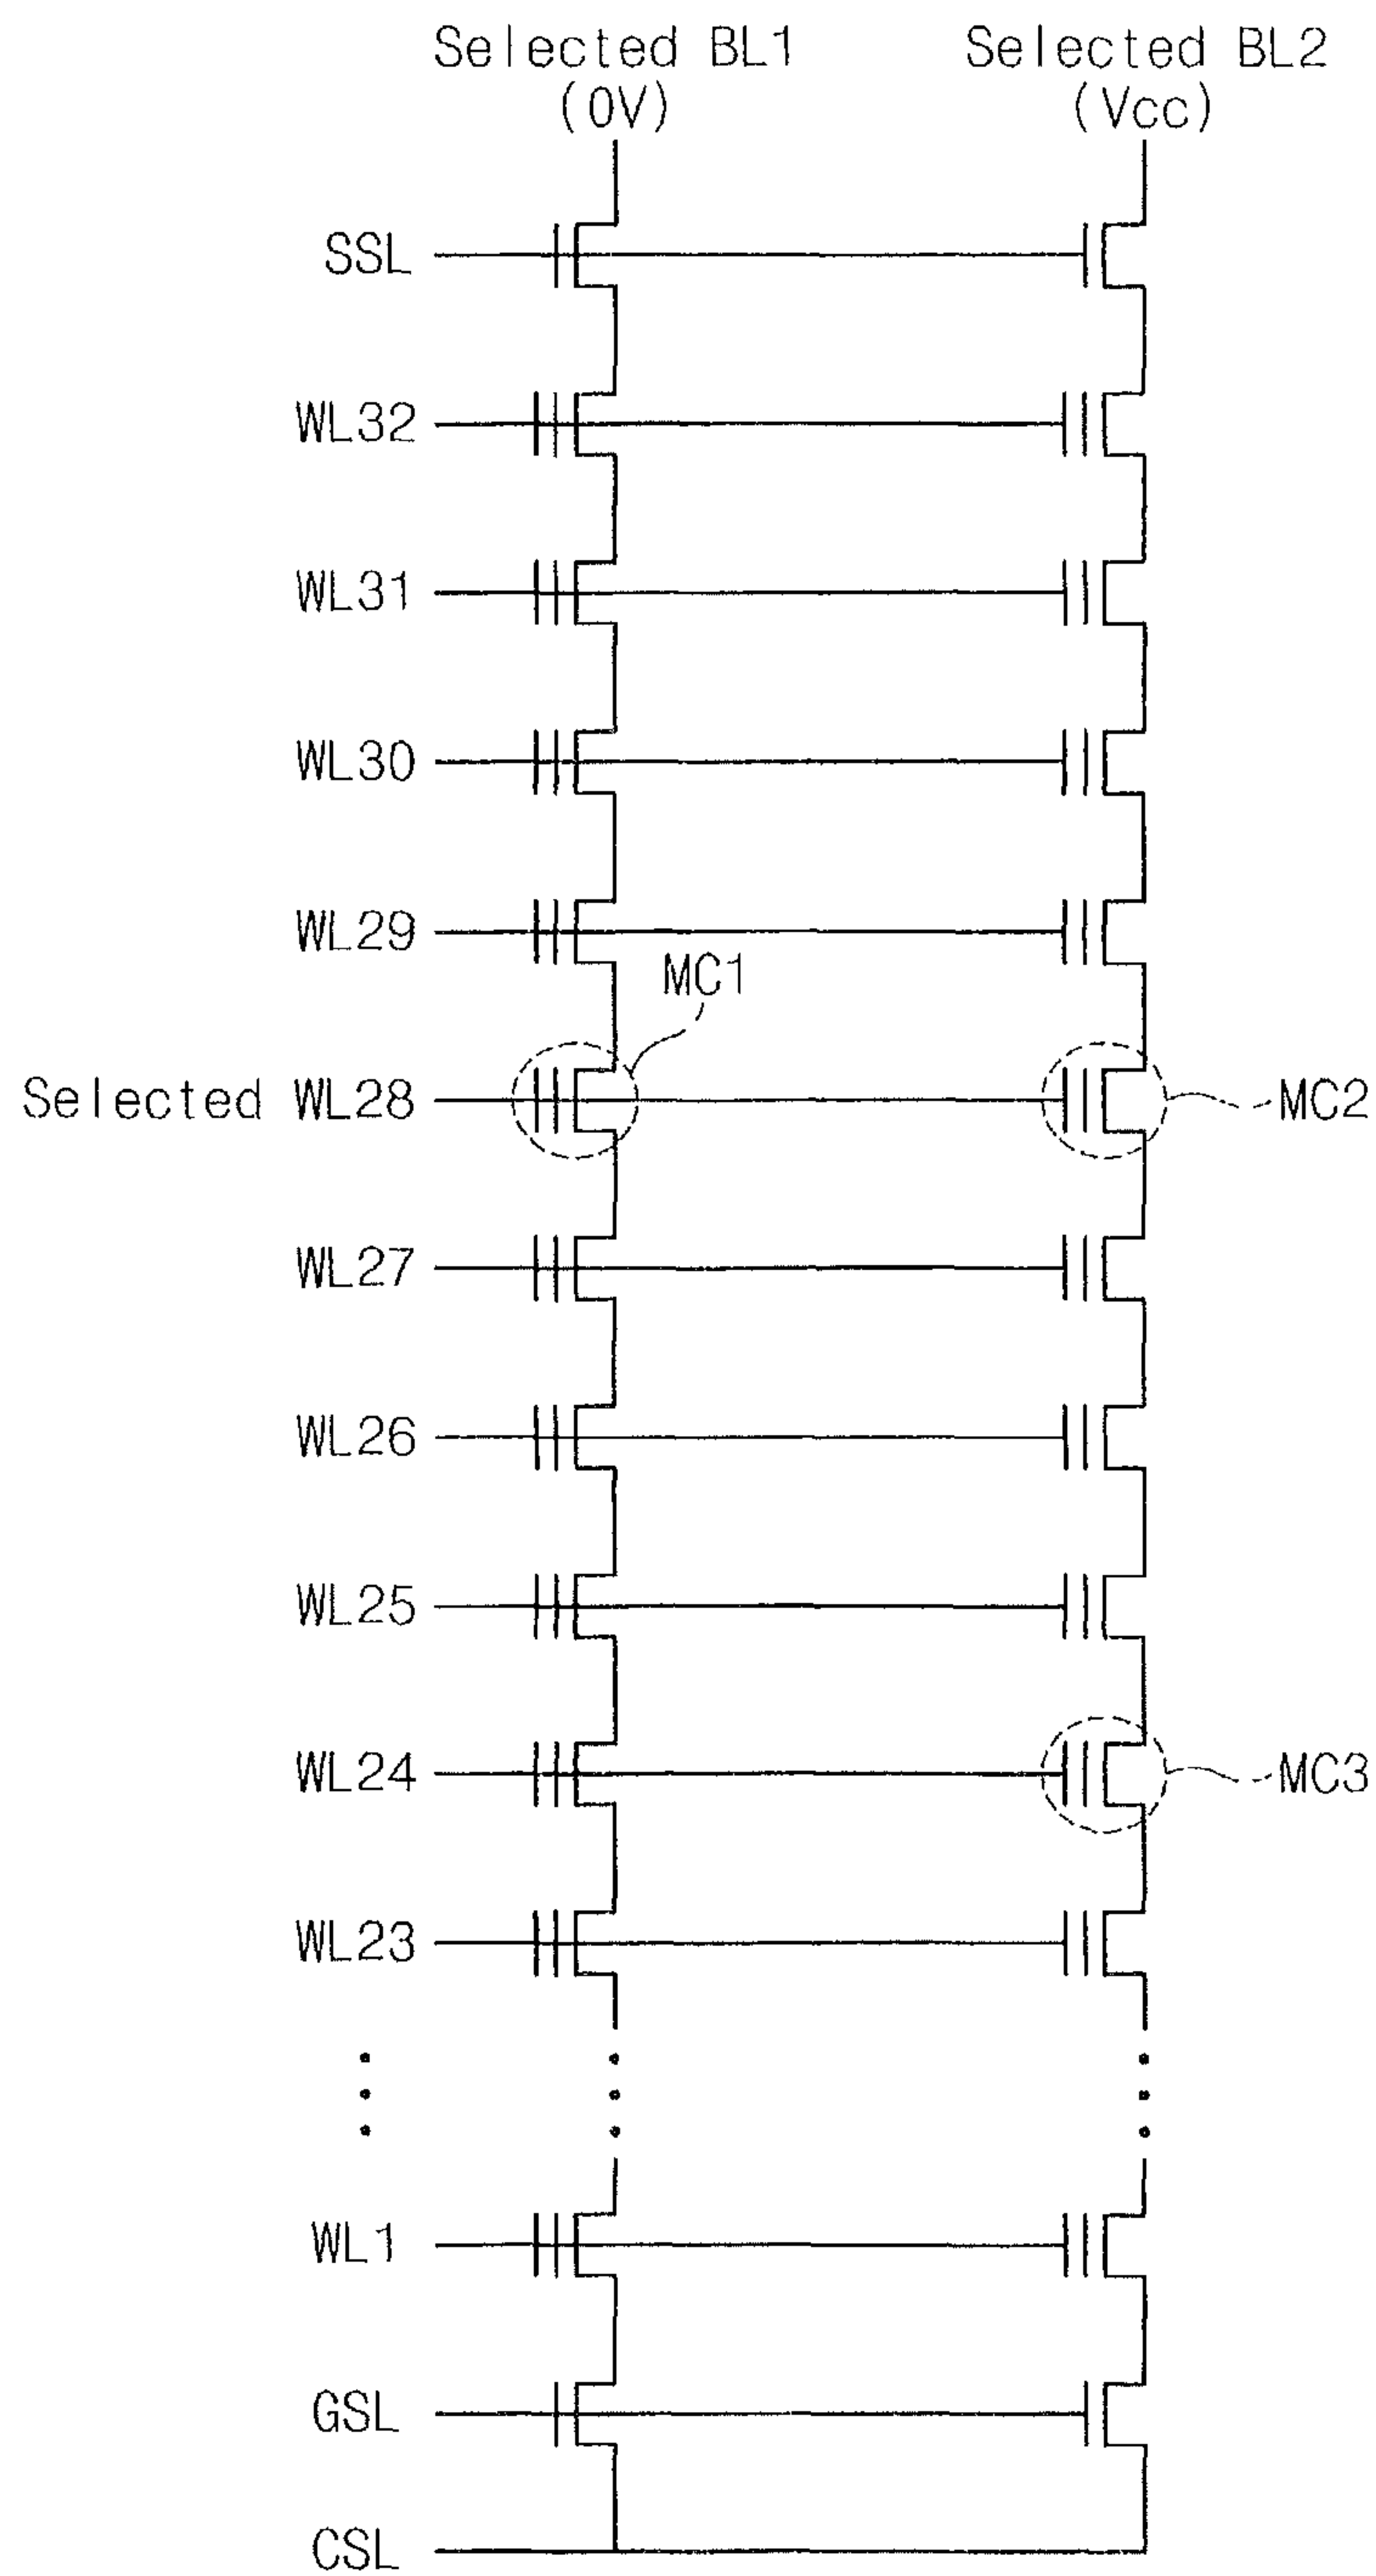 Selected BL1
(0V)
Selected BL2
(Vcc)
SSL
WL32
WL31
WL30
WL29
MC1
Selected WL28
MC2
WL27
WL26
WL25
WL24
MC3
WL23
WL1
GSL
CSL